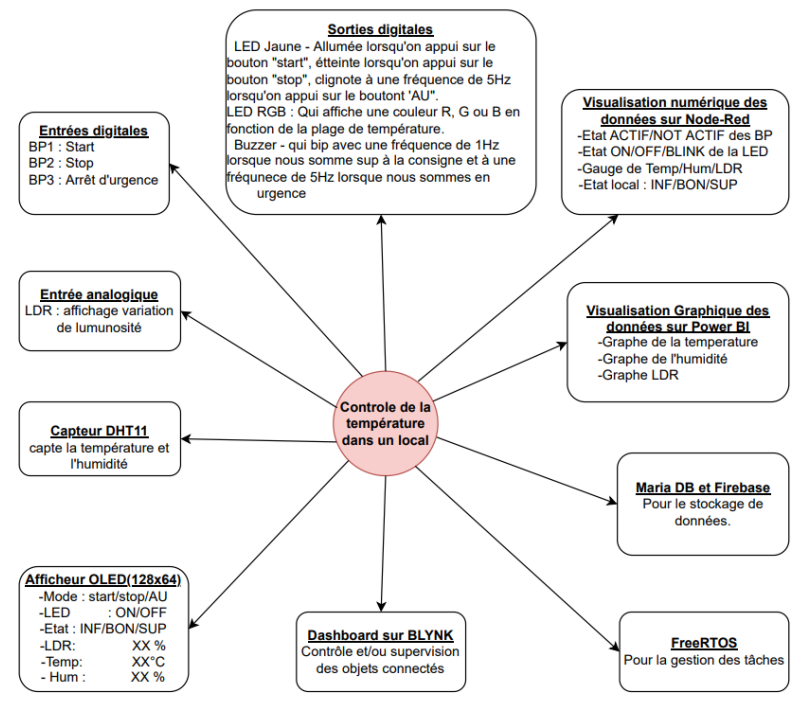 Sorties digitales
LED Jaune - Allumée lorsqu'on appui sur le
bouton "start", étteinte lorsqu'on appui sur le
bouton "stop", clignote à une fréquence de 5Hz
lorsqu'on appui sur le boutont 'AU".
LED RGB : Qui affiche une couleur R, G ou B en
fonction de la plage de température.
Buzzer - qui bip avec une fréquence de 1Hz
lorsque nous somme sup à la consigne et à une
fréqunece de 5Hz lorsque nous sommes en
urgence
Entrées digitales
BP1 : Start
BP2 : Stop
BP3 : Arrêt d'urgence
Visualisation numérique des
données sur Node-Red
-Etat ACTIF/NOT ACTIF des BP
-Etat ON/OFF/BLINK de la LED
-Gauge de Temp/Hum/LDR
-Etat local : INF/BON/SUP
Entrée analogique
LDR : affichage variation
de lumunosité
Visualisation Graphique des
données sur Power BI
-Graphe de la temperature
-Graphe de l'humidité
-Graphe LDR
Controle de la
température
dans un local
Capteur DHT11
capte la température et
l'humidité
Maria DB et Firebase
Pour le stockage de
données.
Afficheur OLED(128x64)
-Mode : start/stop/AU
-LED : ON/OFF
-Etat : INF/BON/SUP
-LDR: XX %
-Temp: XX°C
- Hum : XX %
Dashboard sur BLYNK
Contrôle et/ou supervision
des objets connectés
FreeRTOS
Pour la gestion des tâches